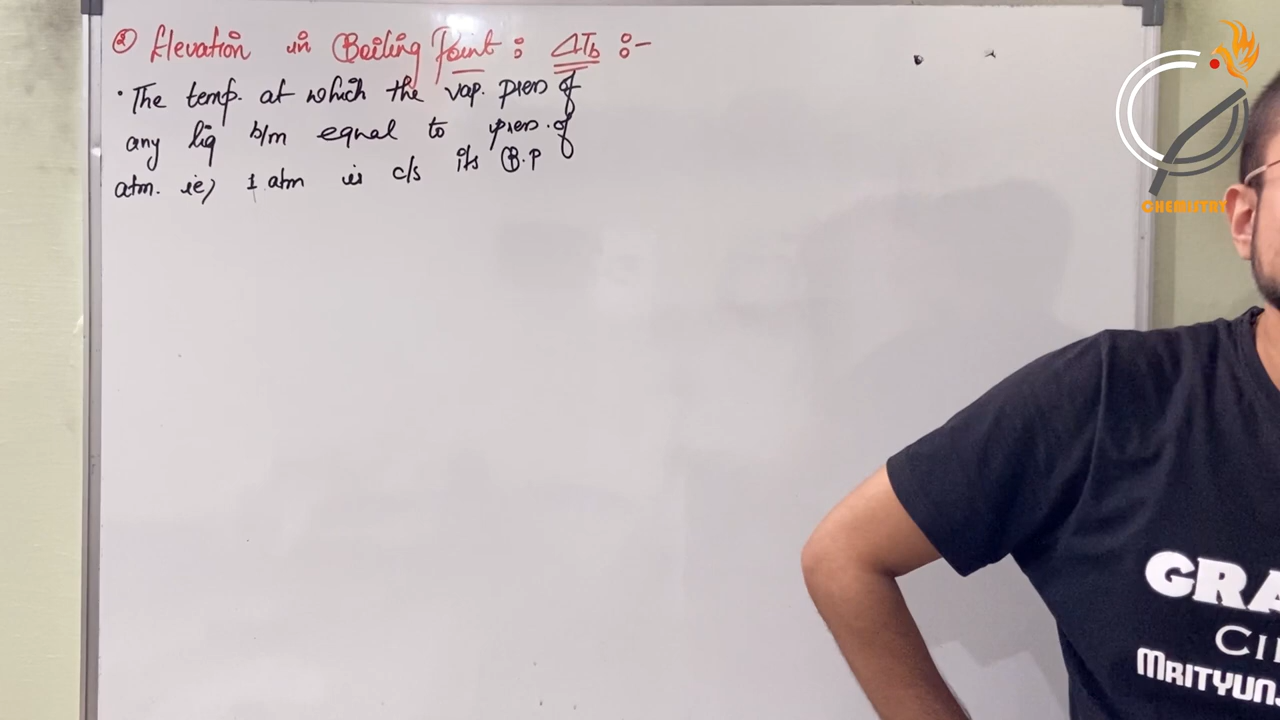 ② Elevation in Boiling Point : ΔTb :-
· The temp. at which the vap. pres of
any liq b/m equal to pres. of
atm. ie) 1 atm is c/s its B.P
CHEMISTRY
GRA
CI
MRITYUN